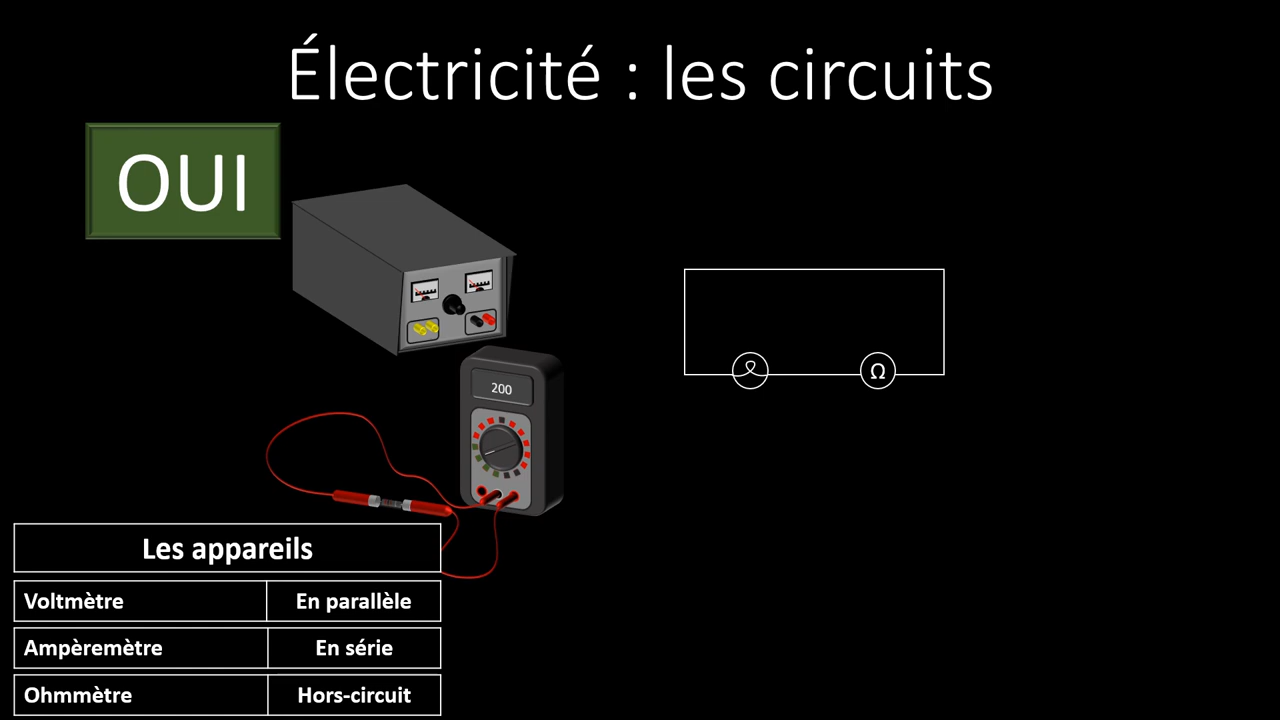 Électricité : les circuits
OUI
200
Ω
Les appareils
Voltmètre En parallèle
Ampèremètre En série
Ohmmètre Hors-circuit